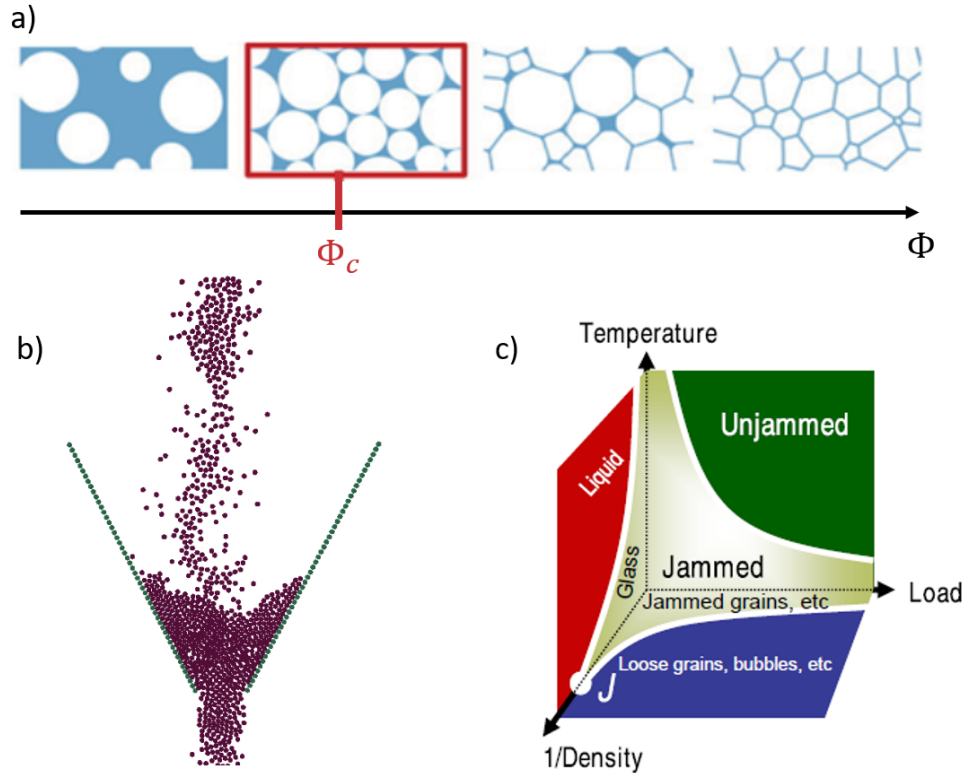 a)
Φc
Φ
b)
c)
Temperature
Unjammed
Liquid
Glass
Jammed
Jammed grains, etc
Load
Loose grains, bubbles, etc
J
1/Density